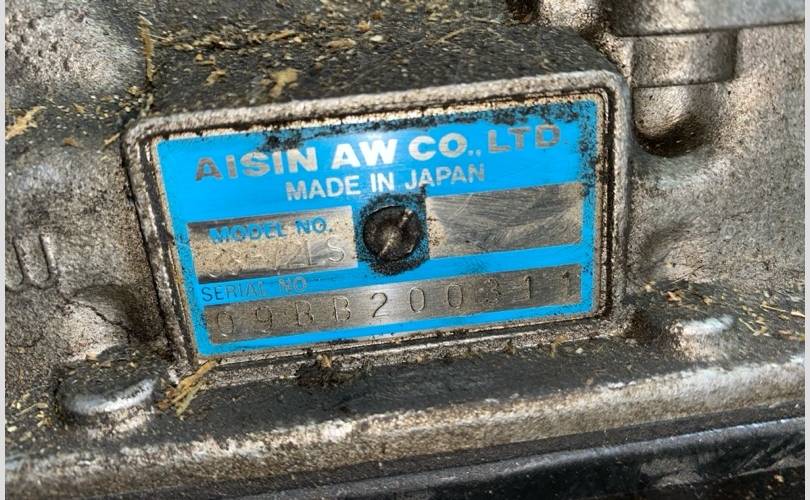 AISIN AW CO., LTD
MADE IN JAPAN
MODEL NO.
SERIAL NO
09BB200311